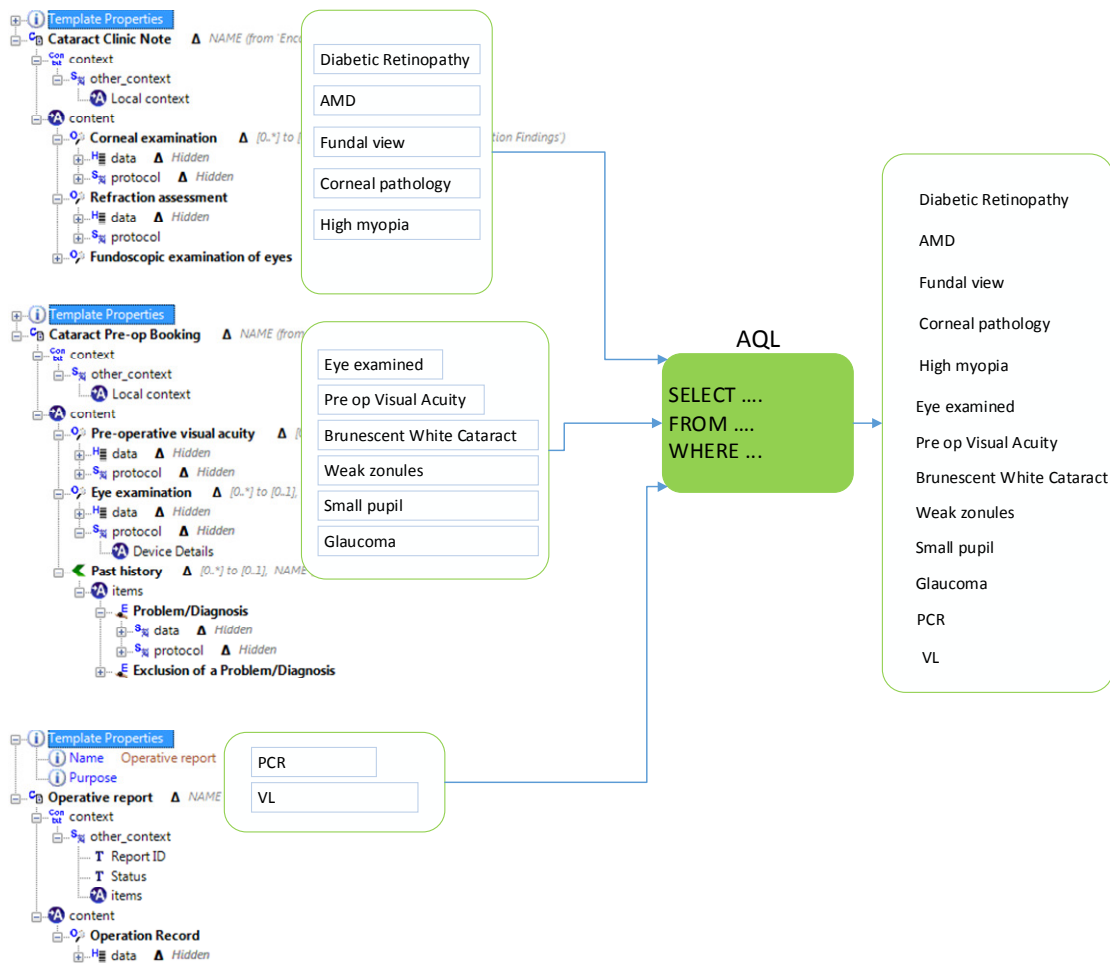 Template Properties
Cataract Clinic Note Δ NAME (from 'Enco
context
other_context
Local context
content
Corneal examination Δ [0..*] to [ tion Findings')
data Δ Hidden
protocol Δ Hidden
Refraction assessment
data Δ Hidden
protocol
Fundoscopic examination of eyes
Diabetic Retinopathy
AMD
Fundal view
Corneal pathology
High myopia
Template Properties
Cataract Pre-op Booking Δ NAME (from
context
other_context
Local context
content
Pre-operative visual acuity Δ [
data Δ Hidden
protocol Δ Hidden
Eye examination Δ [0..*] to [0..1],
data Δ Hidden
protocol Δ Hidden
Device Details
Past history Δ [0..*] to [0..1], NAME
items
Problem/Diagnosis
data Δ Hidden
protocol Δ Hidden
Exclusion of a Problem/Diagnosis
Eye examined
Pre op Visual Acuity
Brunescent White Cataract
Weak zonules
Small pupil
Glaucoma
Template Properties
Name Operative report
Purpose
Operative report Δ NAME
context
other_context
T Report ID
T Status
items
content
Operation Record
data Δ Hidden
PCR
VL
AQL
SELECT ....
FROM ....
WHERE ...
Diabetic Retinopathy
AMD
Fundal view
Corneal pathology
High myopia
Eye examined
Pre op Visual Acuity
Brunescent White Cataract
Weak zonules
Small pupil
Glaucoma
PCR
VL